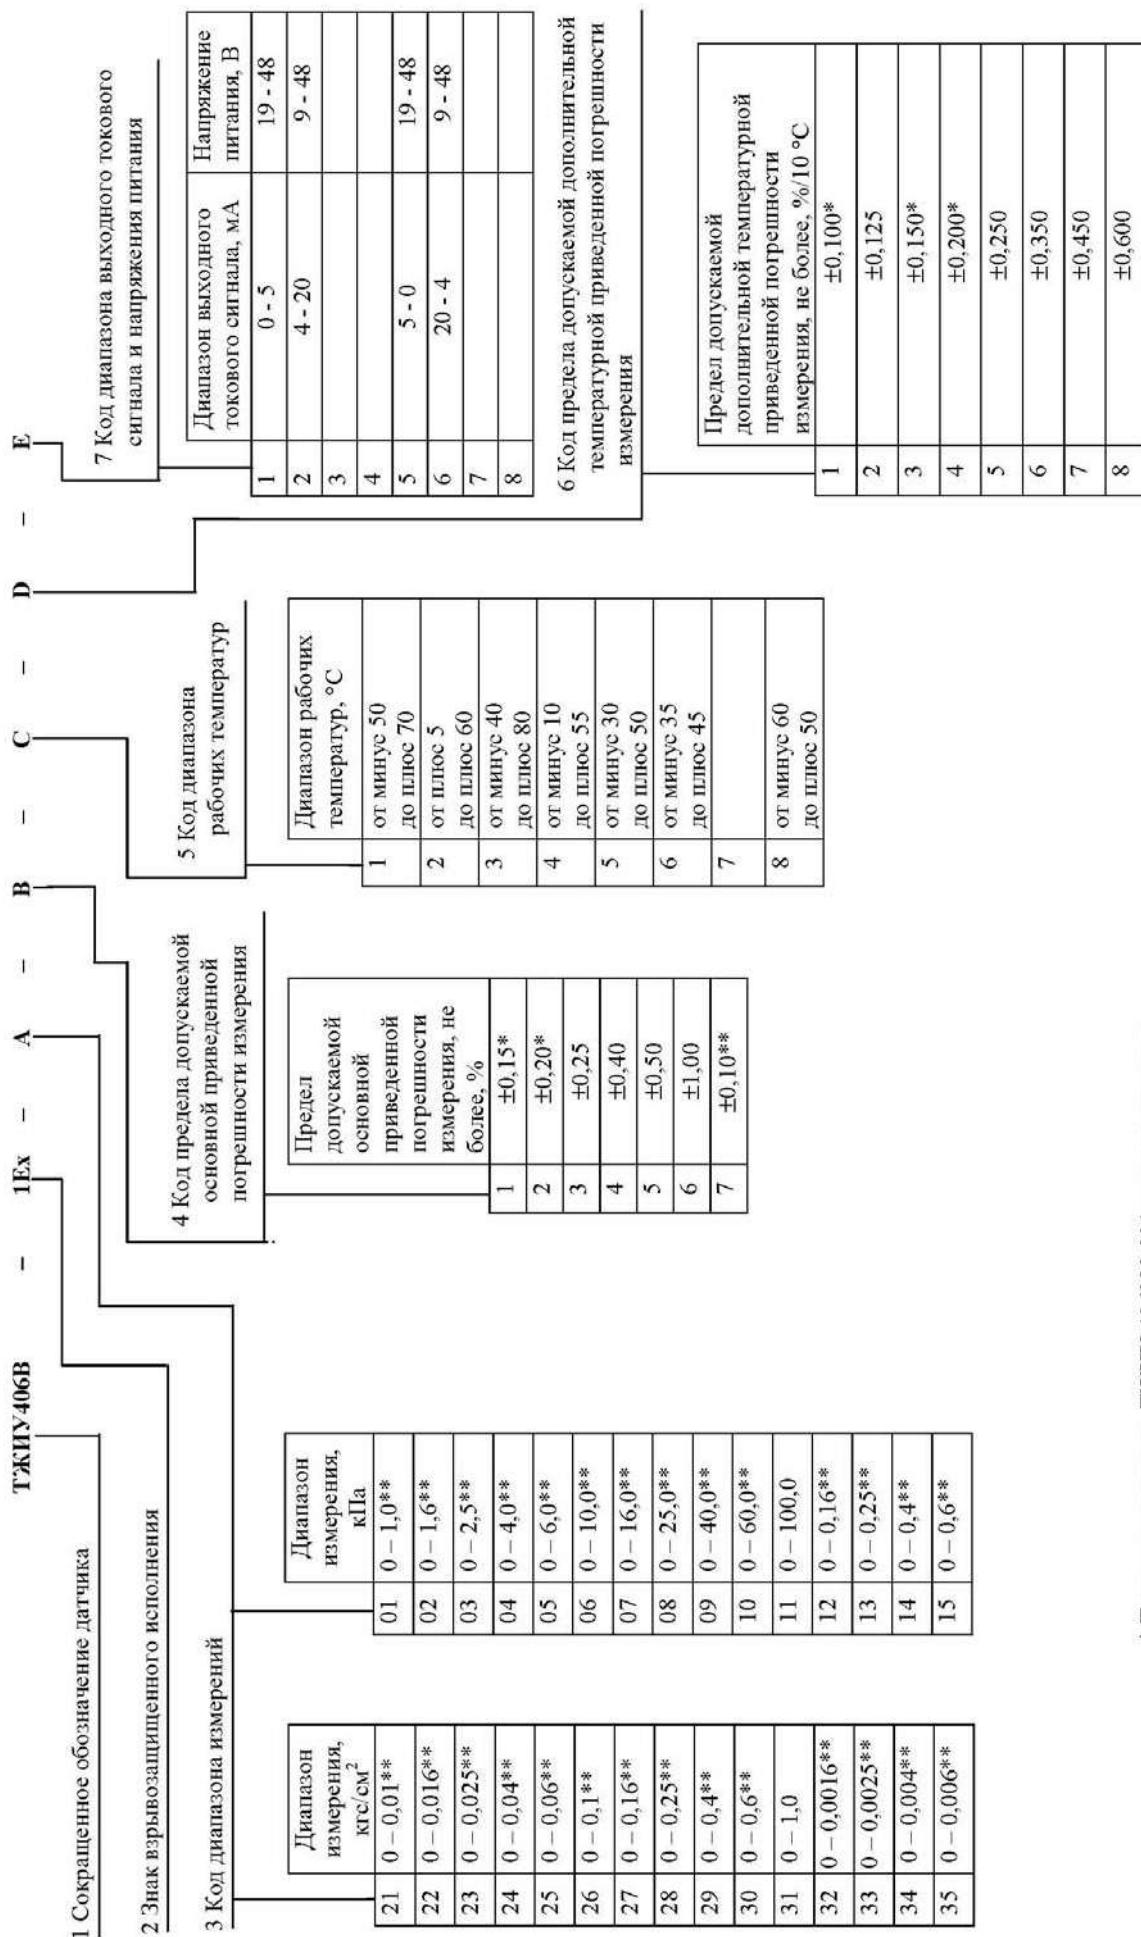 ТЖИУ406В – 1Ех – А – В – С – D – Е
1 Сокращенное обозначение датчика
2 Знак взрывозащищенного исполнения
3 Код диапазона измерений
Диапазон
измерения,
кгс/см²
21 0 – 0,01**
22 0 – 0,016**
23 0 – 0,025**
24 0 – 0,04**
25 0 – 0,06**
26 0 – 0,1**
27 0 – 0,16**
28 0 – 0,25**
29 0 – 0,4**
30 0 – 0,6**
31 0 – 1,0
32 0 – 0,0016**
33 0 – 0,0025**
34 0 – 0,004**
35 0 – 0,006**
Диапазон
измерения,
кПа
01 0 – 1,0**
02 0 – 1,6**
03 0 – 2,5**
04 0 – 4,0**
05 0 – 6,0**
06 0 – 10,0**
07 0 – 16,0**
08 0 – 25,0**
09 0 – 40,0**
10 0 – 60,0**
11 0 – 100,0
12 0 – 0,16**
13 0 – 0,25**
14 0 – 0,4**
15 0 – 0,6**
4 Код предела допускаемой
основной приведенной
погрешности измерения
Предел
допускаемой
основной
приведенной
погрешности
измерения, не
более, %
1 ±0,15*
2 ±0,20*
3 ±0,25
4 ±0,40
5 ±0,50
6 ±1,00
7 ±0,10**
5 Код диапазона
рабочих температур
Диапазон рабочих
температур, °С
1 от минус 50
до плюс 70
2 от плюс 5
до плюс 60
3 от минус 40
до плюс 80
4 от минус 10
до плюс 55
5 от минус 30
до плюс 50
6 от минус 35
до плюс 45
7
8 от минус 60
до плюс 50
7 Код диапазона выходного токового
сигнала и напряжения питания
Диапазон выходного
токового сигнала, мА
Напряжение
питания, В
1 0 - 5 19 - 48
2 4 - 20 9 - 48
3
4
5 5 - 0 19 - 48
6 20 - 4 9 - 48
7
8
6 Код предела допускаемой дополнительной
температурной приведенной погрешности
измерения
Предел допускаемой
дополнительной температурной
приведенной погрешности
измерения, не более, %/10 °С
1 ±0,100*
2 ±0,125
3 ±0,150*
4 ±0,200*
5 ±0,250
6 ±0,350
7 ±0,450
8 ±0,600